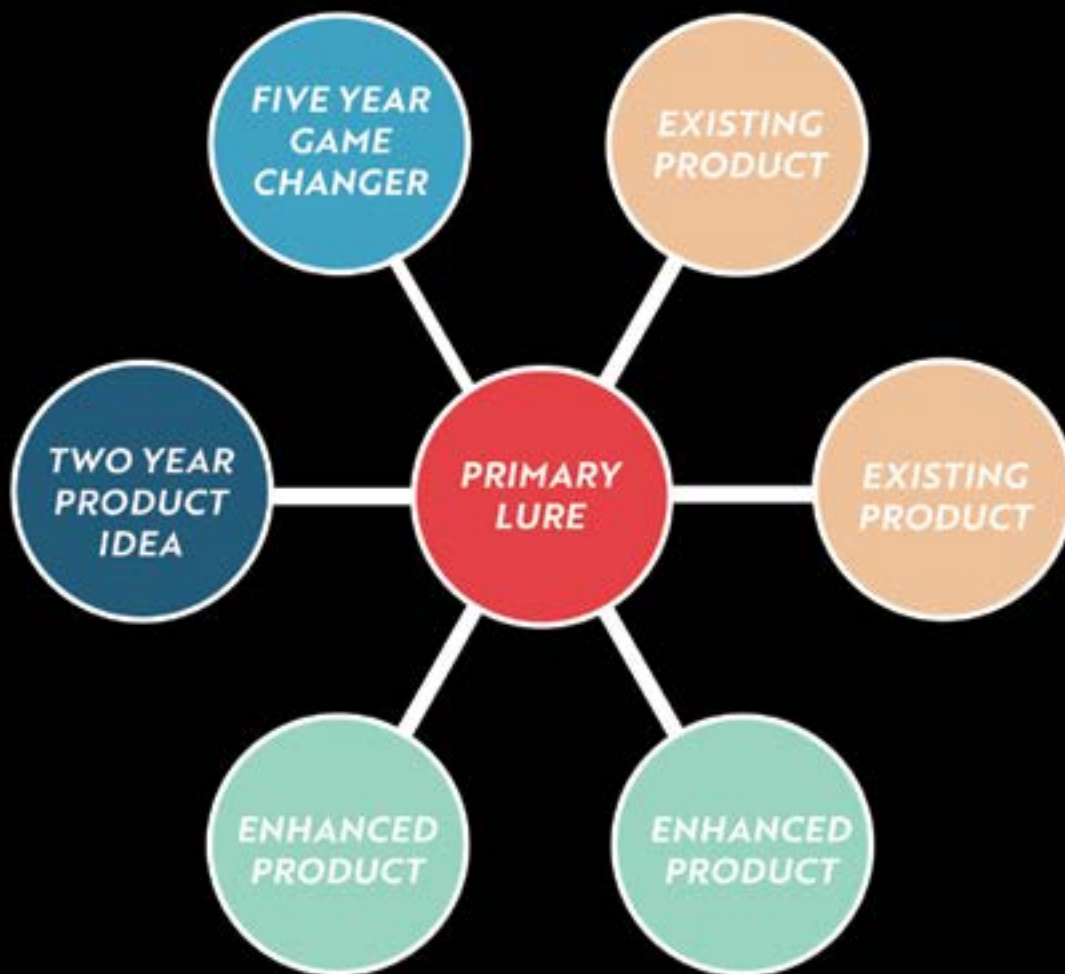 FIVE YEAR
GAME
CHANGER
EXISTING
PRODUCT
TWO YEAR
PRODUCT
IDEA
PRIMARY
LURE
EXISTING
PRODUCT
ENHANCED
PRODUCT
ENHANCED
PRODUCT